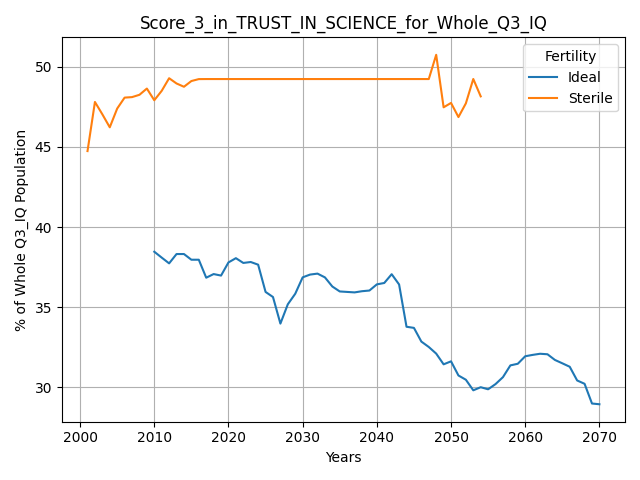 Score_3_in_TRUST_IN_SCIENCE_for_Whole_Q3_IQ
Fertility
Ideal
Sterile
% of Whole Q3_IQ Population
50
45
40
35
30
2000 2010 2020 2030 2040 2050 2060 2070
Years